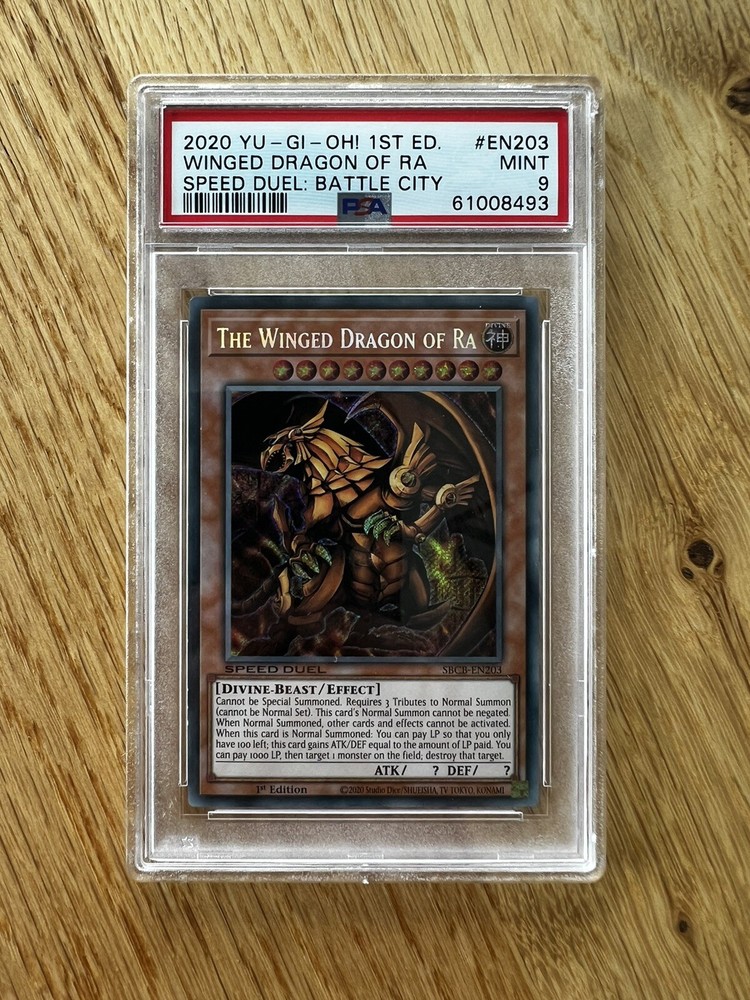 2020 YU-GI-OH! 1ST ED. #EN203
WINGED DRAGON OF RA MINT
SPEED DUEL: BATTLE CITY 9
PSA 61008493
THE WINGED DRAGON OF RA DIVINE 神
SPEED DUEL SBCB-EN203
[DIVINE-BEAST/EFFECT]
Cannot be Special Summoned. Requires 3 Tributes to Normal Summon
(cannot be Normal Set). This card's Normal Summon cannot be negated.
When Normal Summoned, other cards and effects cannot be activated.
When this card is Normal Summoned: You can pay LP so that you only
have 100 left; this card gains ATK/DEF equal to the amount of LP paid. You
can pay 1000 LP, then target 1 monster on the field; destroy that target.
ATK/ ? DEF/ ?
1st Edition ©2020 Studio Dice/SHUEISHA, TV TOKYO, KONAMI